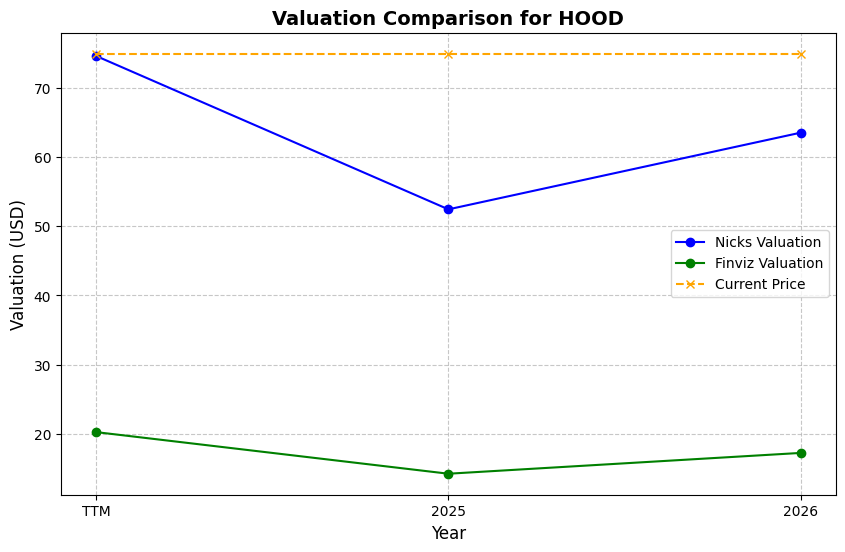 Valuation Comparison for HOOD
Valuation (USD)
70
60
50
40
30
20
Nicks Valuation
Finviz Valuation
Current Price
TTM 2025 2026
Year